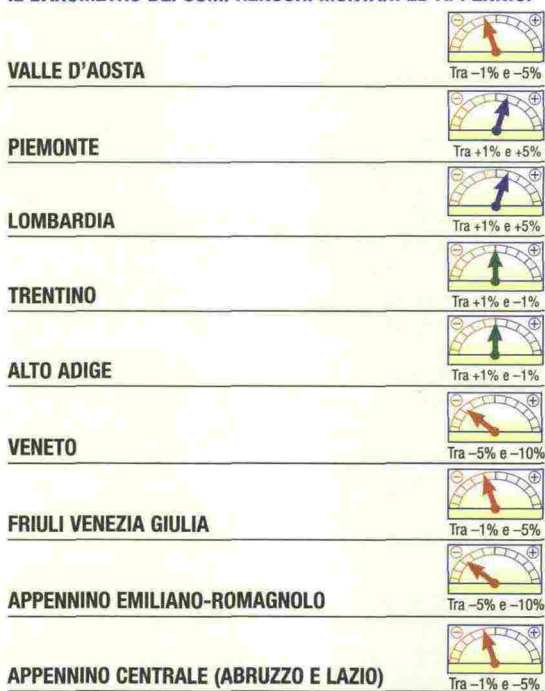 VALLE D'AOSTA
Tra –1% e –5%
PIEMONTE
Tra +1% e +5%
LOMBARDIA
Tra +1% e +5%
TRENTINO
Tra +1% e –1%
ALTO ADIGE
Tra +1% e –1%
VENETO
Tra –5% e –10%
FRIULI VENEZIA GIULIA
Tra –1% e –5%
APPENNINO EMILIANO-ROMAGNOLO
Tra –5% e –10%
APPENNINO CENTRALE (ABRUZZO E LAZIO)
Tra –1% e –5%